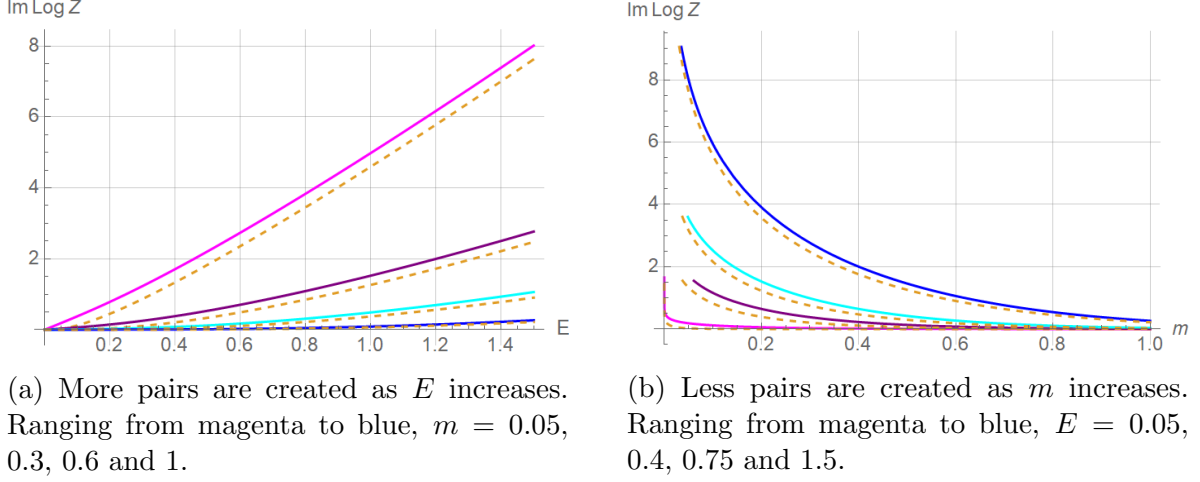 Im Log Z
8
6
4
2
0.2 0.4 0.6 0.8 1.0 1.2 1.4 E
(a) More pairs are created as E increases.
Ranging from magenta to blue, m = 0.05,
0.3, 0.6 and 1.
Im Log Z
8
6
4
2
0.2 0.4 0.6 0.8 1.0 m
(b) Less pairs are created as m increases.
Ranging from magenta to blue, E = 0.05,
0.4, 0.75 and 1.5.